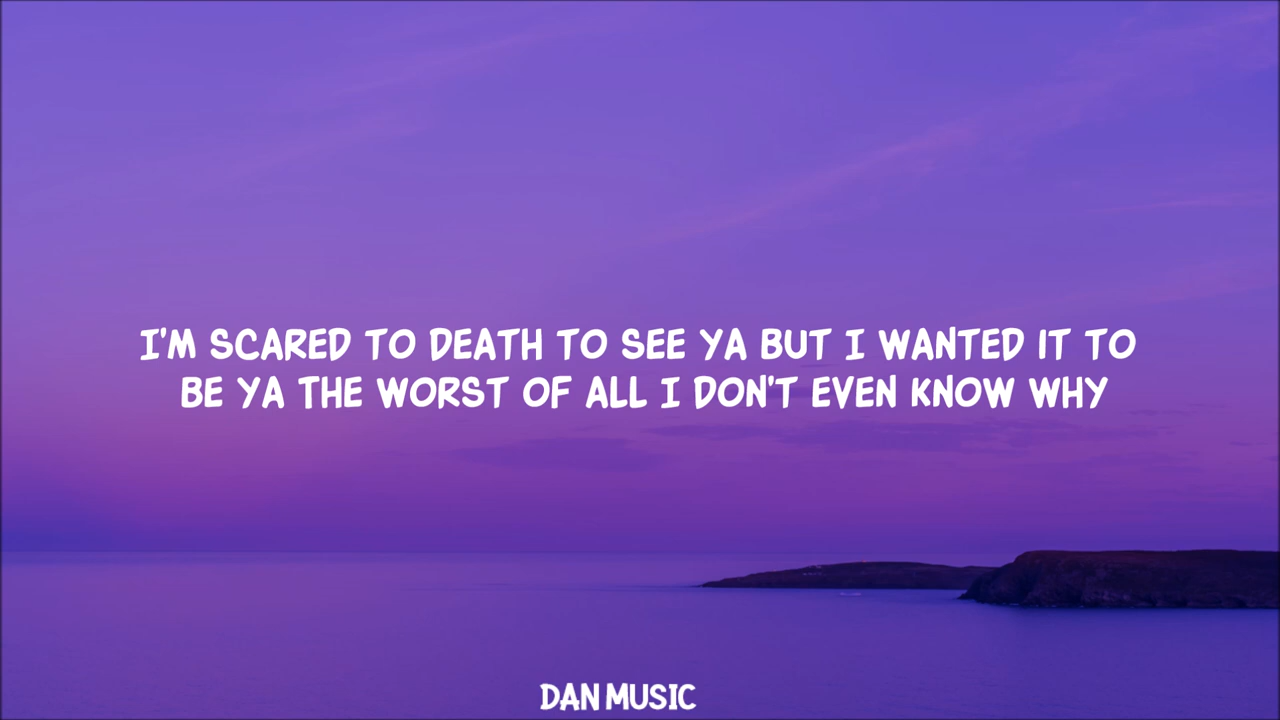 I'M SCARED TO DEATH TO SEE YA BUT I WANTED IT TO
BE YA THE WORST OF ALL I DON'T EVEN KNOW WHY
DAN MUSIC